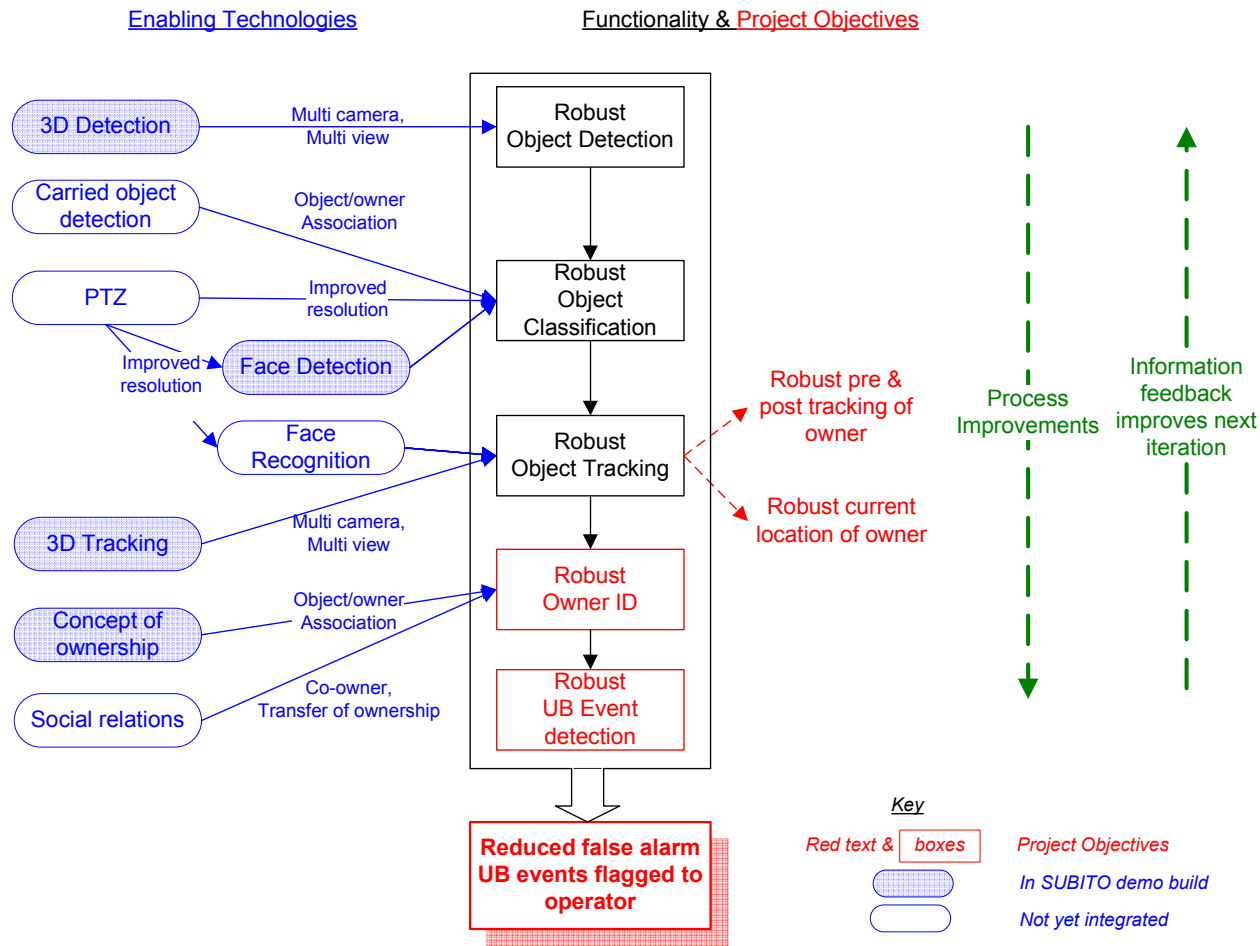 Enabling Technologies
Functionality & Project Objectives
3D Detection
Multi camera,
Multi view
Robust
Object Detection
Carried object
detection
Object/owner
Association
PTZ
Improved
resolution
Robust
Object
Classification
Improved
resolution
Face Detection
Face
Recognition
Robust
Object Tracking
Robust pre &
post tracking of
owner
Robust current
location of owner
Process
Improvements
Information
feedback
improves next
iteration
3D Tracking
Multi camera,
Multi view
Robust
Owner ID
Concept of
ownership
Object/owner
Association
Social relations
Co-owner,
Transfer of ownership
Robust
UB Event
detection
Reduced false alarm
UB events flagged to
operator
Key
Red text & boxes Project Objectives
In SUBITO demo build
Not yet integrated